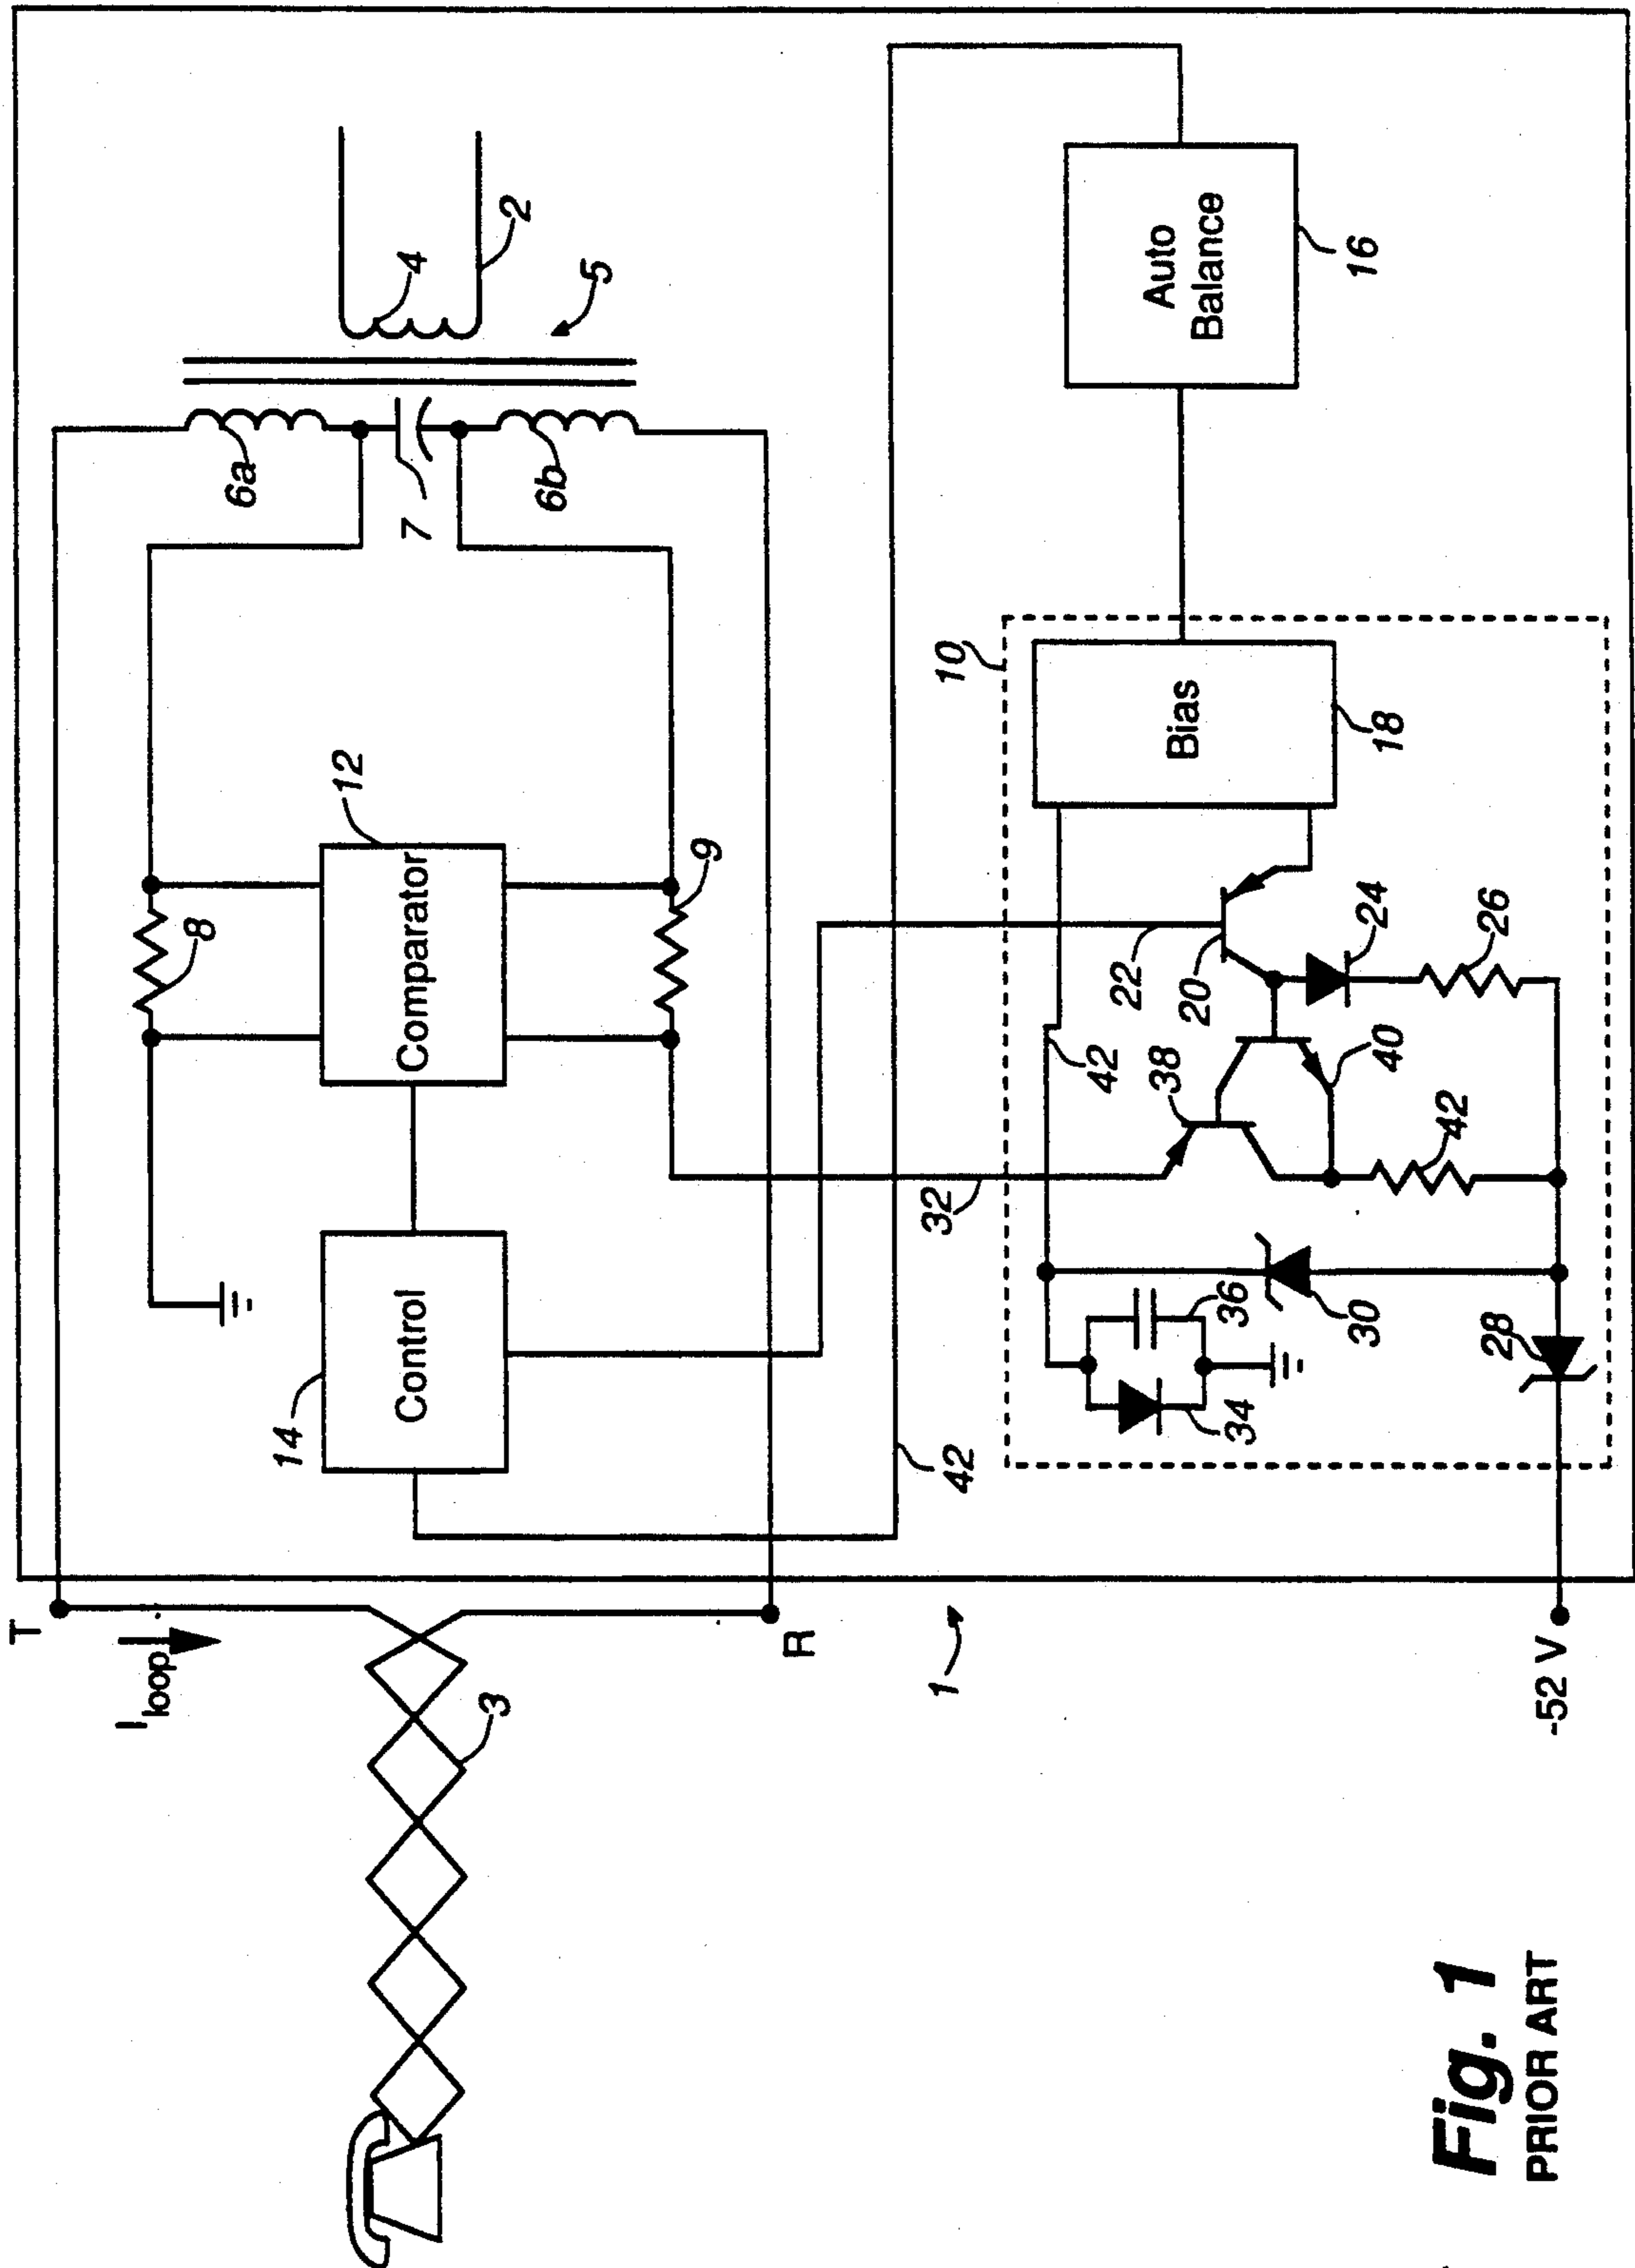 T
I loop
3
R
1
-52 V
14
Control
12
Comparator
8
9
6a
7
6b
4
2
5
32
42
10
22
20
38
42
40
24
26
42
36
34
30
28
Bias
18
Auto
Balance
16
Fig. 1
PRIOR ART